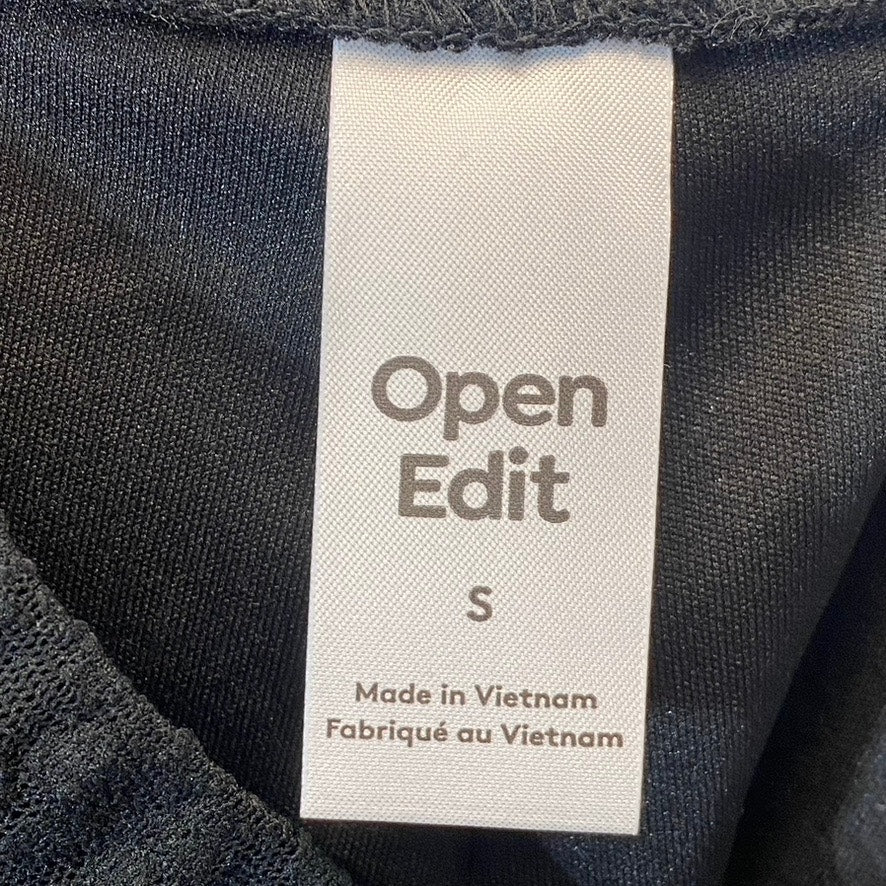 Open
Edit
S
Made in Vietnam
Fabriqué au Vietnam